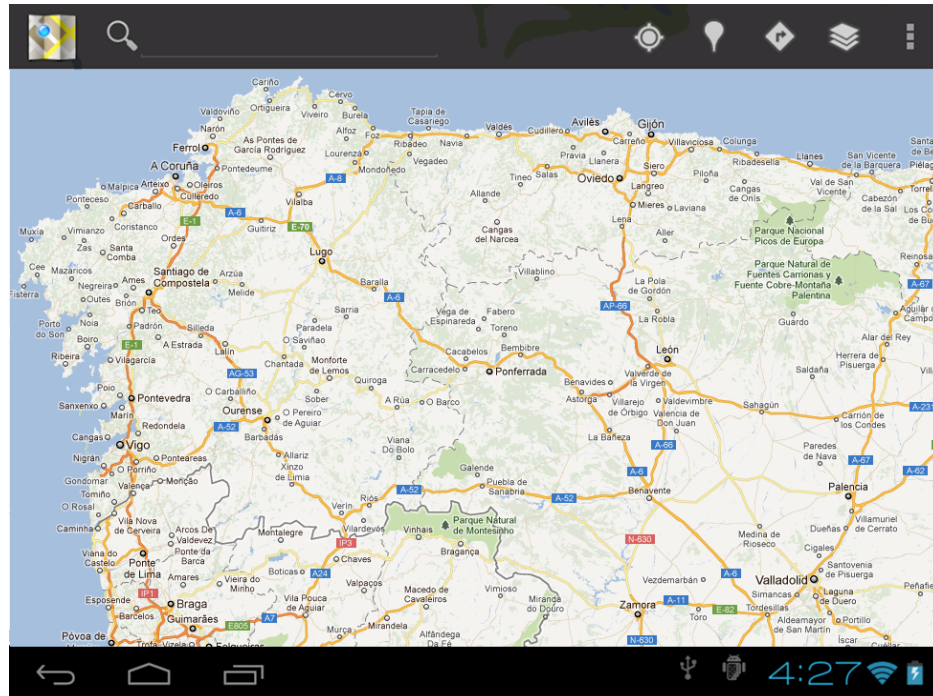 Cariño
Cervo
Valdoviño
Ortigueira
Viveiro
Burela
Tapia de
Casariego
Narón
Alfoz
Foz
Ribadeo
Navia
Valdés
Cudillero
Avilés
Gijón
Carreño
Villaviciosa
Colunga
Ferrol
As Pontes de
García Rodríguez
Lourenzá
Vegadeo
Pravia
Llanera
Siero
Ribadesella
Llanes
San Vicente
de la Barquera
A Coruña
Pontedeume
Mondoñedo
Tineo
Salas
Oviedo
Langreo
Piloña
Malpica
Arteixo
Oleiros
A-8
Allande
Cangas
de Onis
Val de San
Vicente
Cabezón
de la Sal
Ponteceso
Culleredo
Vilalba
Mieres
Laviana
Carballo
A-6
E-1
Guitiriz
E-70
Lena
Muxía
Vimianzo
Coristanco
Cangas
del Narcea
Aller
Parque Nacional
Picos de Europa
Zas
Santa
Comba
Ordes
Lugo
Reinosa
Cee
Mazaricos
Santiago de
Compostela
Arzúa
Baralla
Villablino
Parque Natural de
Fuentes Carrionas y
Fuente Cobre-Montaña
Palentina
Negreira
Ames
La Pola
de Gordón
A-67
Fisterra
Outes
Brión
Melide
A-6
Teo
AP-66
Porto
do Son
Noia
Padrón
Silleda
Sarria
Vega de
Espinareda
Fabero
La Robla
Guardo
Paradela
Toreno
Boiro
E-1
A Estrada
O Saviñao
Alar del Rey
Ribeira
Vilagarcía
Lalín
Chantada
Monforte
de Lemos
Cacabelos
Bembibre
León
Herrera de
Pisuerga
AG-53
Carracedelo
Ponferrada
Valverde de
la Virgen
Saldaña
Poio
O Carballiño
Quiroga
Benavides
Sanxenxo
Pontevedra
Sober
A Rúa
O Barco
Astorga
Villarejo
de Órbigo
Valdevimbre
Sahagún
A-231
Marín
Ourense
O Pereiro
de Aguiar
Valencia de
Don Juan
Carrión de
los Condes
Redondela
A-52
Barbadás
La Bañeza
Cangas
Vigo
Viana
Do Bolo
A-66
Paredes
de Nava
Nigrán
Ponteareas
Allariz
Galende
A-6
A-67
A-62
O Porriño
Xinzo
de Limia
Puebla de
Sanabria
Gondomar
Valença
Monção
A-52
A-52
Benavente
Palencia
Tomiño
Riós
O Rosal
Verín
Villamuriel
de Cerrato
Caminha
Vila Nova
de Cerveira
Arcos De
Valdevez
Montalegre
Vilardevós
Vinhais
Parque Natural
de Montesinho
Medina de
Rioseco
Dueñas
IP3
N-630
Viana do
Castelo
Ponte da
Barca
Chaves
Bragança
Cigales
Ponte
de Lima
Boticas
A24
Santovenia
de Pisuerga
Amares
Vieira do
Minho
Valpaços
Vezdemarbán
A-6
Valladolid
IP1
Macedo de
Cavaleiros
Vimioso
Simancas
Laguna
de Duero
Esposende
Braga
Vila Pouca
de Aguiar
Miranda
do Douro
Zamora
A-11
E-82
Tordesillas
Barcelos
Guimarães
E805
A7
Toro
Aldeamayor
de San Martín
Portillo
Murça
Mirandela
Póvoa de
Trofa
Vizela
Felgueiras
Alfândega
Da Fé
N-630
Íscar
Cuéllar
4:27